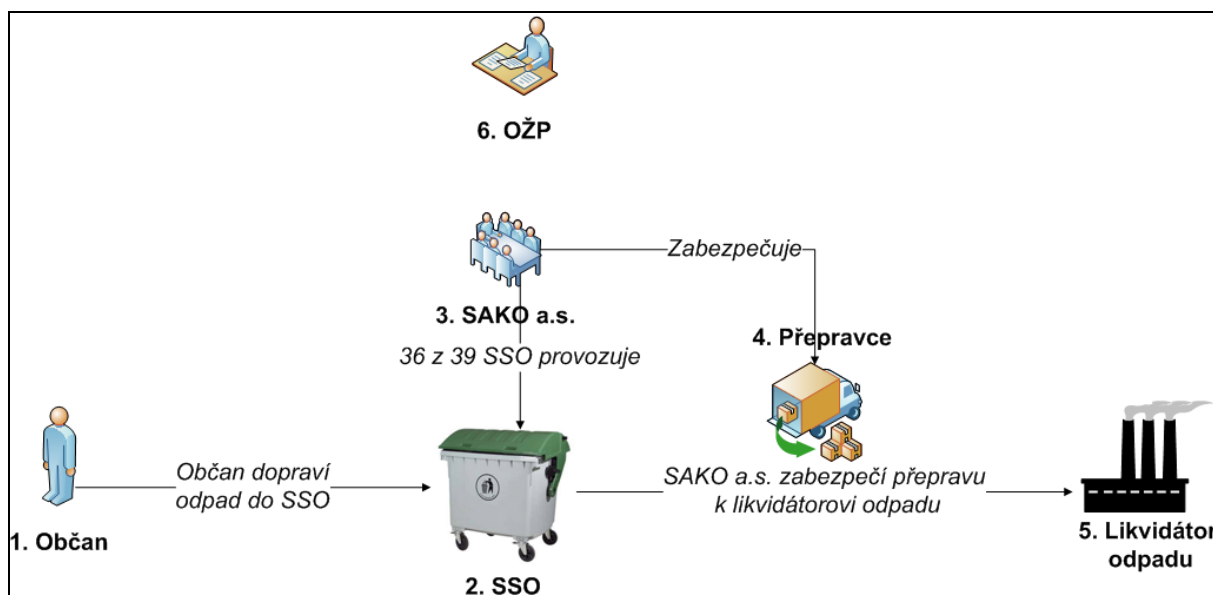 6. OŽP
Zabezpečuje
3. SAKO a.s.
36 z 39 SSO provozuje
4. Přepravce
Občan dopraví
odpad do SSO
SAKO a.s. zabezpečí přepravu
k likvidátorovi odpadu
1. Občan
2. SSO
5. Likvidátor
odpadu